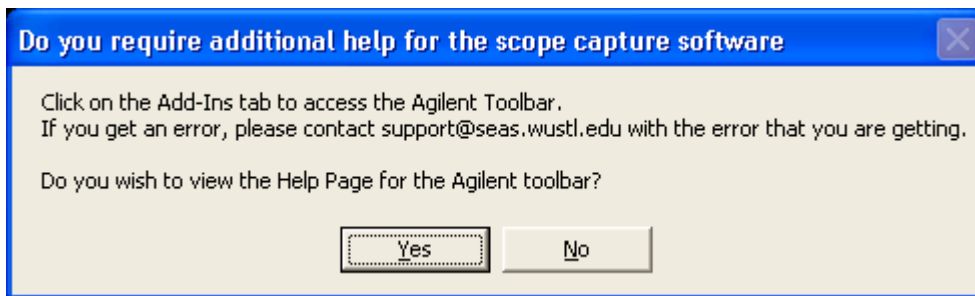 Do you require additional help for the scope capture software
Click on the Add-Ins tab to access the Agilent Toolbar.
If you get an error, please contact support@seas.wustl.edu with the error that you are getting.
Do you wish to view the Help Page for the Agilent toolbar?
Yes
No